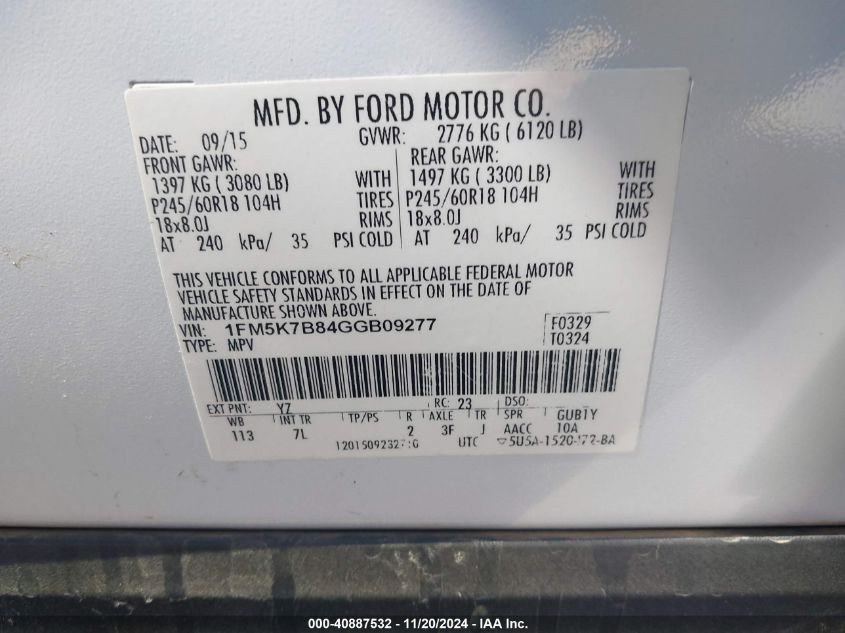 MFD. BY FORD MOTOR CO.
DATE: 09/15 GVWR: 2776 KG ( 6120 LB)
FRONT GAWR: REAR GAWR:
1397 KG ( 3080 LB) WITH 1497 KG ( 3300 LB) WITH
P245/60R18 104H TIRES P245/60R18 104H TIRES
18x8.0J RIMS 18x8.0J RIMS
AT 240 kPa/ 35 PSI COLD AT 240 kPa/ 35 PSI COLD
THIS VEHICLE CONFORMS TO ALL APPLICABLE FEDERAL MOTOR
VEHICLE SAFETY STANDARDS IN EFFECT ON THE DATE OF
MANUFACTURE SHOWN ABOVE.
VIN: 1FM5K7B84GGB09277 F0329
TYPE: MPV T0324
EXT PNT: YZ RC: 23 DSO:
WB INT TR TP/PS R AXLE TR SPR GUB1Y
113 7L 2 3F J AACC 10A
UTC
000-40887532 - 11/20/2024 - IAA Inc.